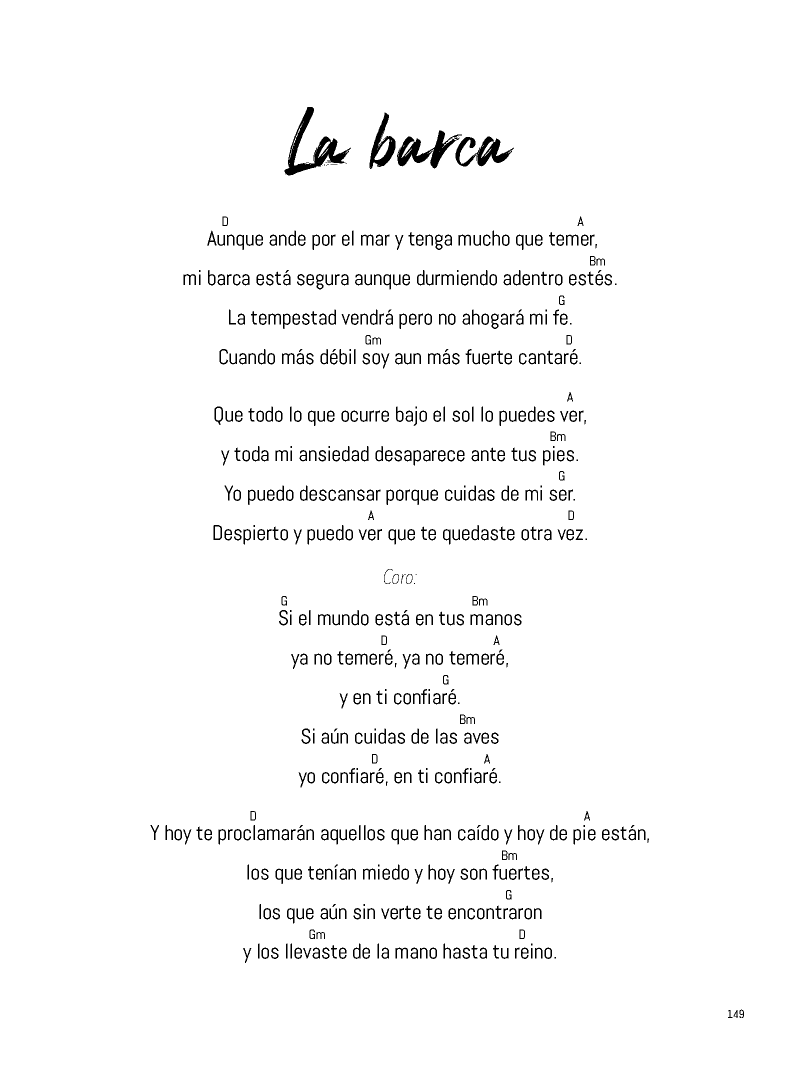 La barca
D A
Aunque ande por el mar y tenga mucho que temer,
Bm
mi barca está segura aunque durmiendo adentro estés.
G
La tempestad vendrá pero no ahogará mi fe.
Gm D
Cuando más débil soy aun más fuerte cantaré.
A
Que todo lo que ocurre bajo el sol lo puedes ver,
Bm
y toda mi ansiedad desaparece ante tus pies.
G
Yo puedo descansar porque cuidas de mi ser.
A D
Despierto y puedo ver que te quedaste otra vez.
Coro:
G Bm
Si el mundo está en tus manos
D A
ya no temeré, ya no temeré,
G
y en ti confiaré.
Bm
Si aún cuidas de las aves
D A
yo confiaré, en ti confiaré.
D A
Y hoy te proclamarán aquellos que han caído y hoy de pie están,
Bm
los que tenían miedo y hoy son fuertes,
G
los que aún sin verte te encontraron
Gm D
y los llevaste de la mano hasta tu reino.
149